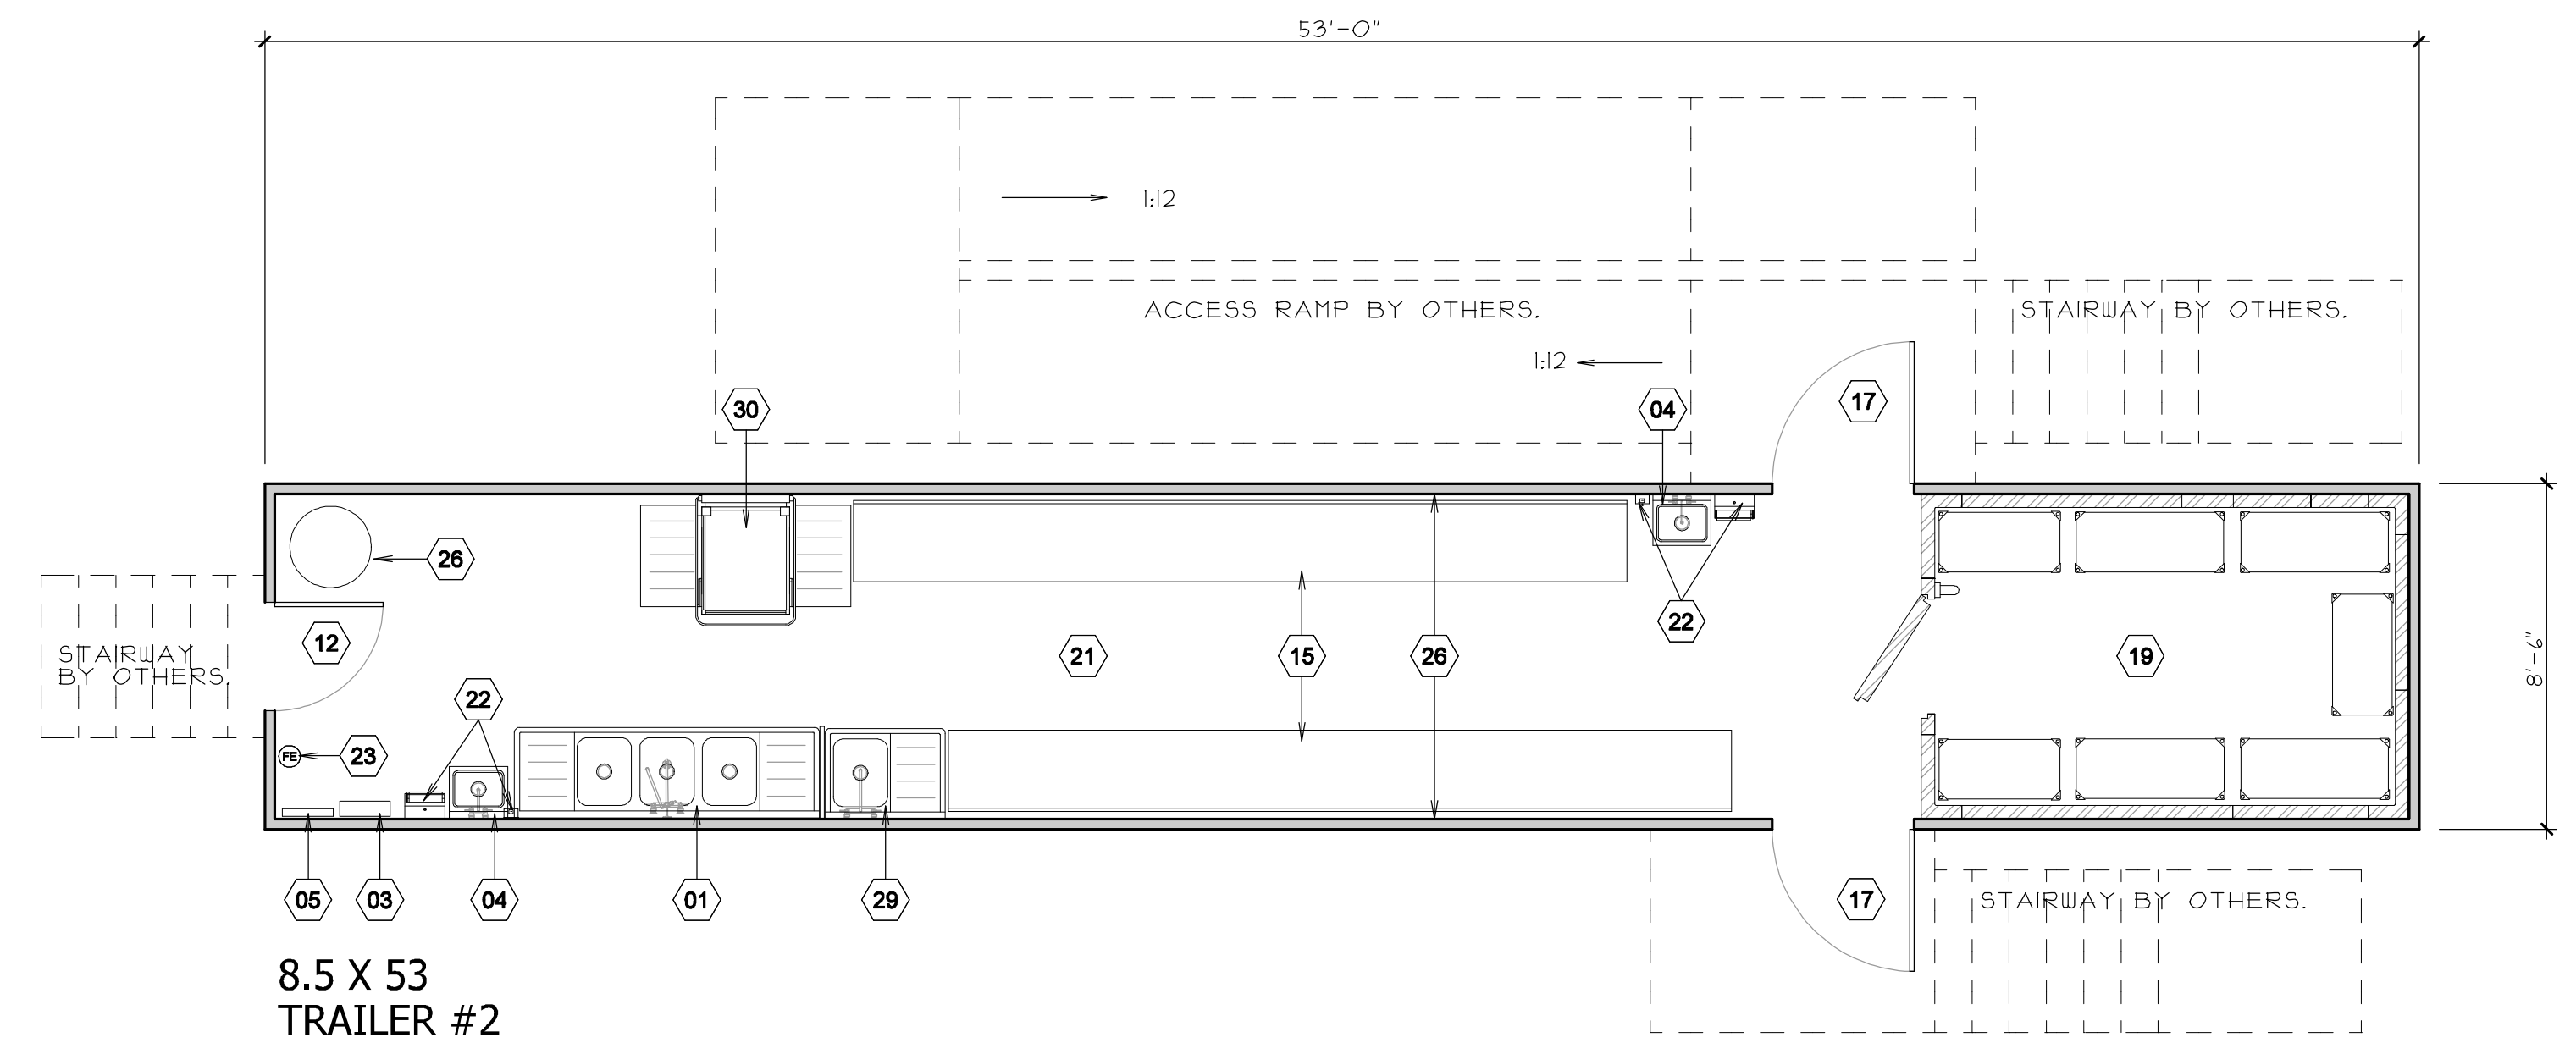 53'-0"
1:12
ACCESS RAMP BY OTHERS.
STAIRWAY BY OTHERS.
1:12
30
04
17
26
12
22
STAIRWAY
BY OTHERS.
21
15
26
19
8'-6"
22
23
FE
05
03
04
01
29
17
STAIRWAY BY OTHERS.
8.5 X 53
TRAILER #2